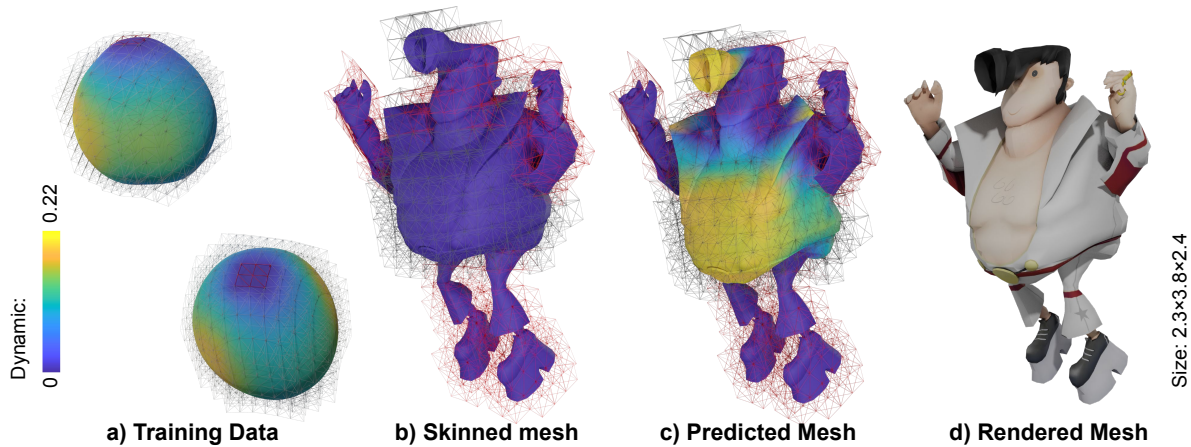 Dynamic:
0
0.22
Size: 2.3×3.8×2.4
a) Training Data
b) Skinned mesh
c) Predicted Mesh
d) Rendered Mesh